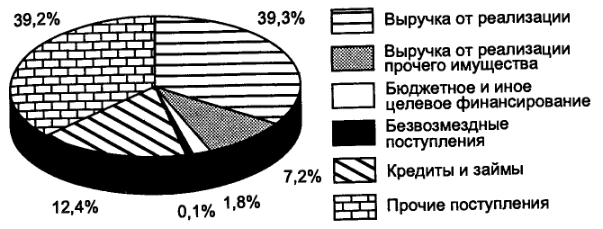 39,2%
39,3%
7,2%
1,8%
0,1%
12,4%
Выручка от реализации
Выручка от реализации
прочего имущества
Бюджетное и иное
целевое финансирование
Безвозмездные
поступления
Кредиты и займы
Прочие поступления